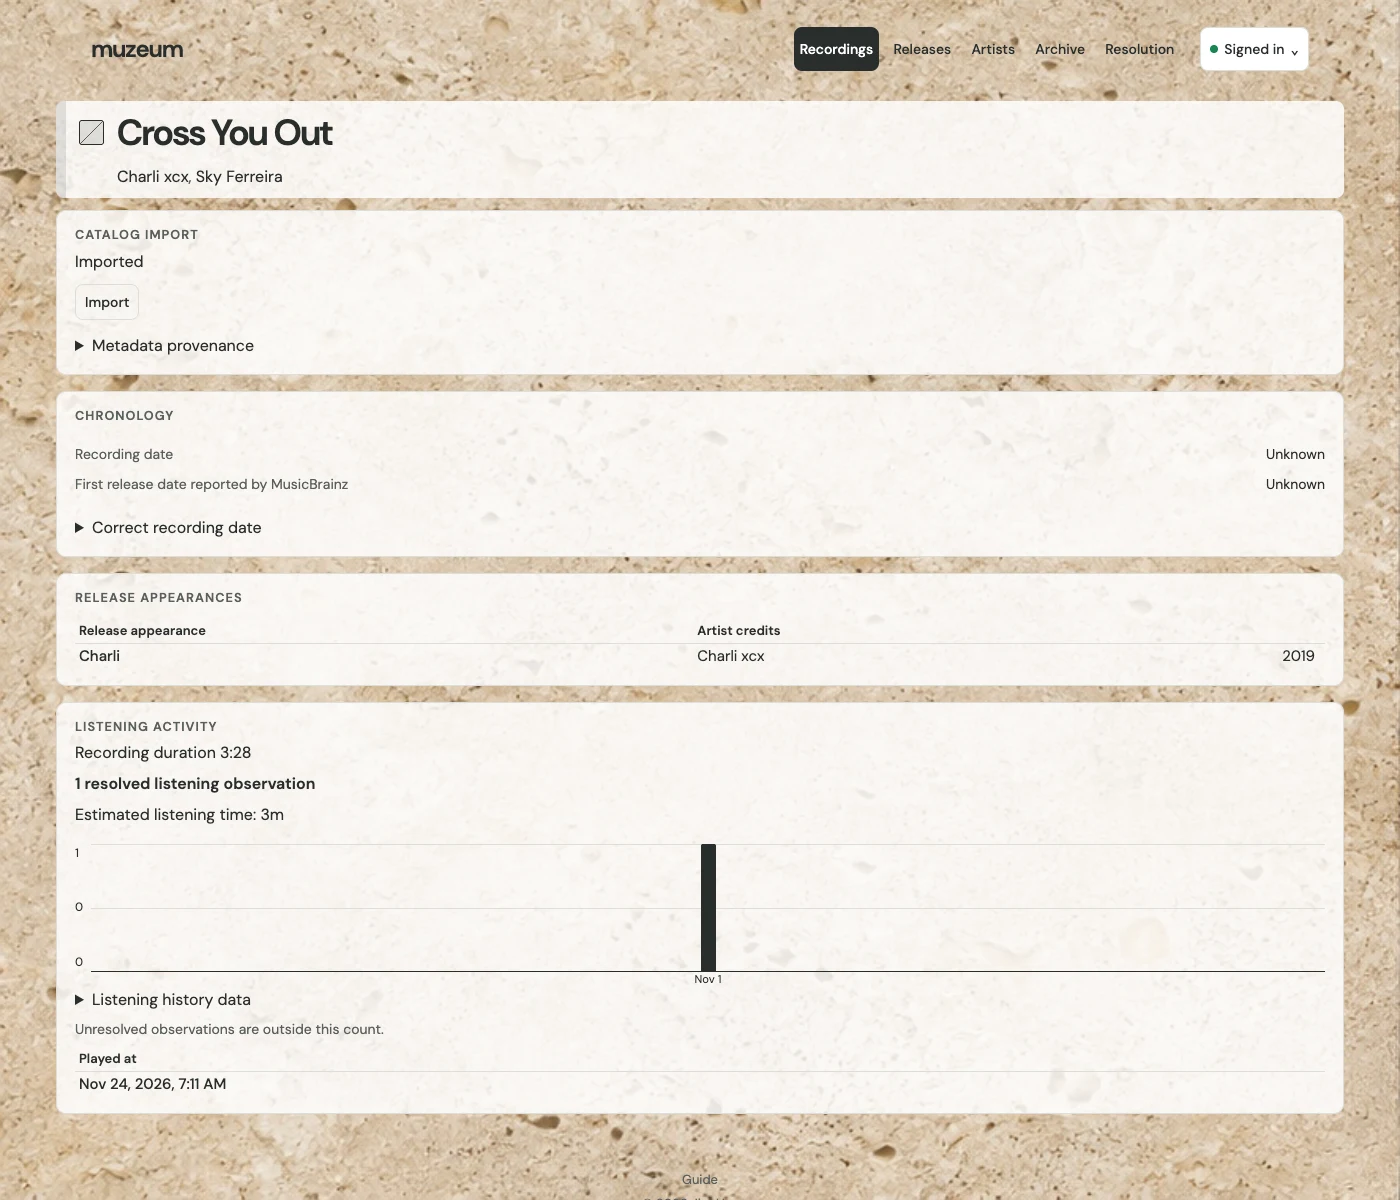 muzeum
Recordings Releases Artists Archive Resolution Signed in
Cross You Out
Charli xcx, Sky Ferreira
CATALOG IMPORT
Imported
Import
Metadata provenance
CHRONOLOGY
Recording date Unknown
First release date reported by MusicBrainz Unknown
Correct recording date
RELEASE APPEARANCES
Release appearance Artist credits
Charli Charli xcx 2019
LISTENING ACTIVITY
Recording duration 3:28
1 resolved listening observation
Estimated listening time: 3m
1
0
0
Nov 1
Listening history data
Unresolved observations are outside this count.
Played at
Nov 24, 2026, 7:11 AM
Guide